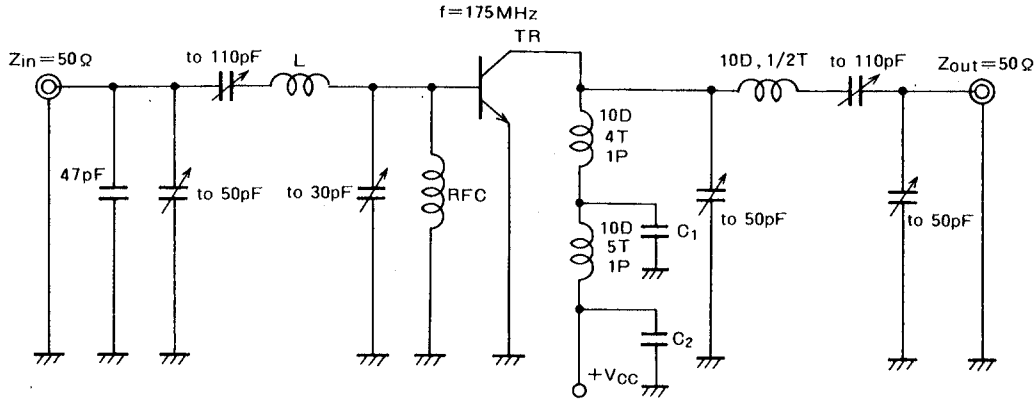 f=175MHz
TR
Zin=50Ω
to 110pF
L
10D, 1/2T
to 110pF
Zout=50Ω
10D
4T
1P
47pF
to 50pF
to 30pF
RFC
to 50pF
to 50pF
10D
5T
1P
C1
C2
+VCC